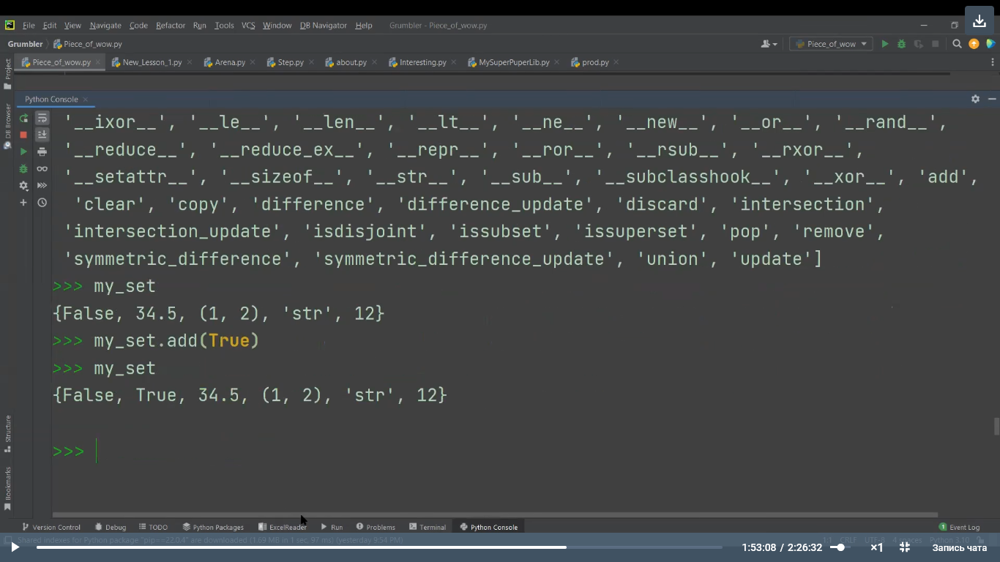 File Edit View Navigate Code Refactor Run Tools VCS Window DB Navigator Help Grumbler - Piece_of_wow.py
Grumbler Piece_of_wow.py Piece_of_wow
Piece_of_wow.py New_Lesson_1.py Arena.py Step.py about.py Interesting.py MySuperPuperLib.py prod.py
Project
DB Browser
Python Console
'__ixor__', '__le__', '__len__', '__lt__', '__ne__', '__new__', '__or__', '__rand__',
'__reduce__', '__reduce_ex__', '__repr__', '__ror__', '__rsub__', '__rxor__',
'__setattr__', '__sizeof__', '__str__', '__sub__', '__subclasshook__', '__xor__', 'add',
'clear', 'copy', 'difference', 'difference_update', 'discard', 'intersection',
'intersection_update', 'isdisjoint', 'issubset', 'issuperset', 'pop', 'remove',
'symmetric_difference', 'symmetric_difference_update', 'union', 'update']
>>> my_set
{False, 34.5, (1, 2), 'str', 12}
>>> my_set.add(True)
>>> my_set
{False, True, 34.5, (1, 2), 'str', 12}
>>>
Structure
Bookmarks
Version Control Debug TODO Python Packages ExcelReader Run Problems Terminal Python Console 1 Event Log
Shared indexes for Python package "pip==22.0.4" are downloaded (1.69 MB in 1 sec, 97 ms) (yesterday 9:54 PM) 1:1 CRLF UTF-8 4 spaces Python 3.10
1:53:08 / 2:26:32 ×1 Запись чата